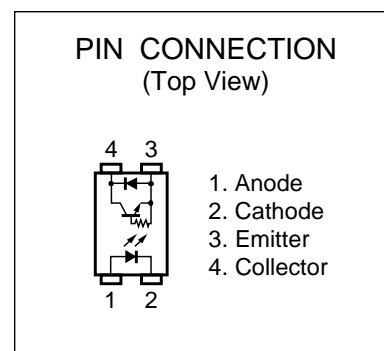 PIN CONNECTION
(Top View)
4 3
1. Anode
2. Cathode
3. Emitter
4. Collector
1 2